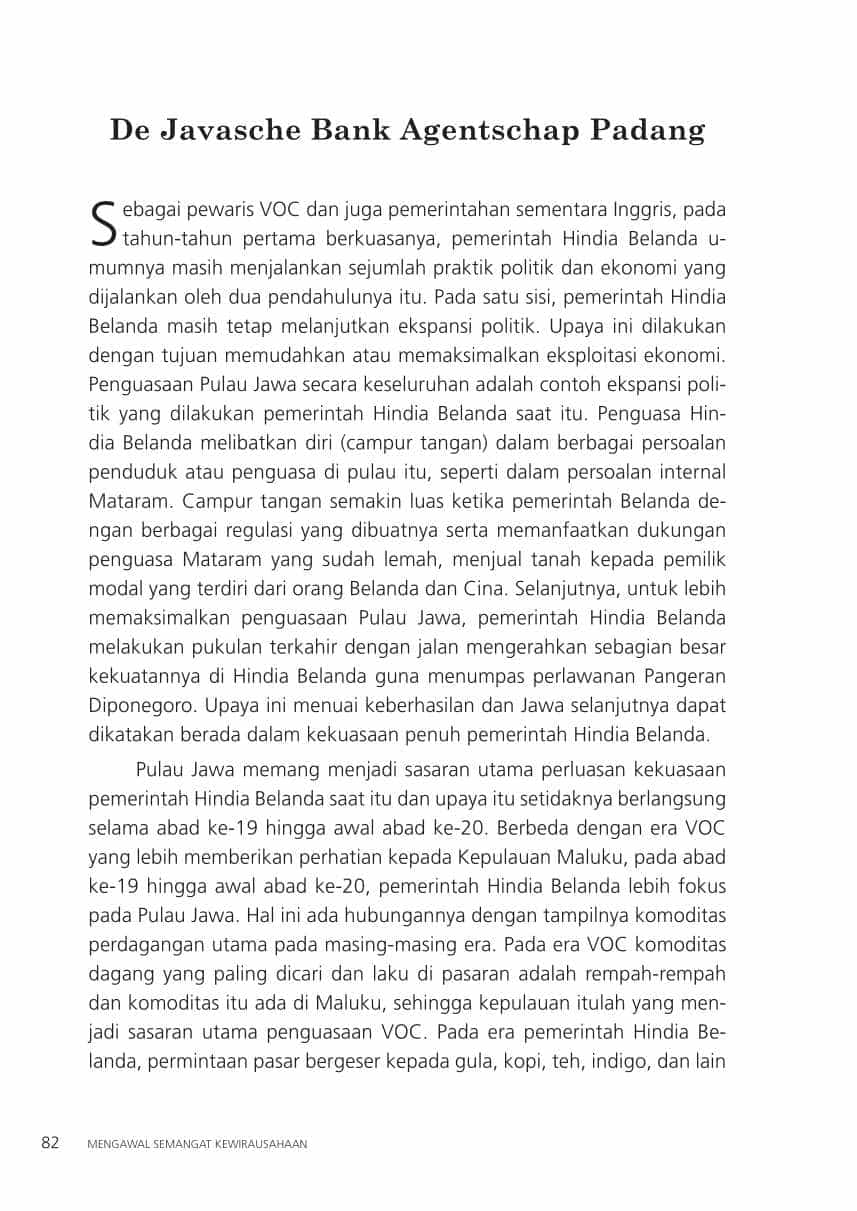 De Javasche Bank Agentschap Padang
Sebagai pewaris VOC dan juga pemerintahan sementara Inggris, pada
tahun-tahun pertama berkuasanya, pemerintah Hindia Belanda u-
mumnya masih menjalankan sejumlah praktik politik dan ekonomi yang
dijalankan oleh dua pendahulunya itu. Pada satu sisi, pemerintah Hindia
Belanda masih tetap melanjutkan ekspansi politik. Upaya ini dilakukan
dengan tujuan memudahkan atau memaksimalkan eksploitasi ekonomi.
Penguasaan Pulau Jawa secara keseluruhan adalah contoh ekspansi poli-
tik yang dilakukan pemerintah Hindia Belanda saat itu. Penguasa Hin-
dia Belanda melibatkan diri (campur tangan) dalam berbagai persoalan
penduduk atau penguasa di pulau itu, seperti dalam persoalan internal
Mataram. Campur tangan semakin luas ketika pemerintah Belanda de-
ngan berbagai regulasi yang dibuatnya serta memanfaatkan dukungan
penguasa Mataram yang sudah lemah, menjual tanah kepada pemilik
modal yang terdiri dari orang Belanda dan Cina. Selanjutnya, untuk lebih
memaksimalkan penguasaan Pulau Jawa, pemerintah Hindia Belanda
melakukan pukulan terkahir dengan jalan mengerahkan sebagian besar
kekuatannya di Hindia Belanda guna menumpas perlawanan Pangeran
Diponegoro. Upaya ini menuai keberhasilan dan Jawa selanjutnya dapat
dikatakan berada dalam kekuasaan penuh pemerintah Hindia Belanda.
Pulau Jawa memang menjadi sasaran utama perluasan kekuasaan
pemerintah Hindia Belanda saat itu dan upaya itu setidaknya berlangsung
selama abad ke-19 hingga awal abad ke-20. Berbeda dengan era VOC
yang lebih memberikan perhatian kepada Kepulauan Maluku, pada abad
ke-19 hingga awal abad ke-20, pemerintah Hindia Belanda lebih fokus
pada Pulau Jawa. Hal ini ada hubungannya dengan tampilnya komoditas
perdagangan utama pada masing-masing era. Pada era VOC komoditas
dagang yang paling dicari dan laku di pasaran adalah rempah-rempah
dan komoditas itu ada di Maluku, sehingga kepulauan itulah yang men-
jadi sasaran utama penguasaan VOC. Pada era pemerintah Hindia Be-
landa, permintaan pasar bergeser kepada gula, kopi, teh, indigo, dan lain
82 MENGAWAL SEMANGAT KEWIRAUSAHAAN